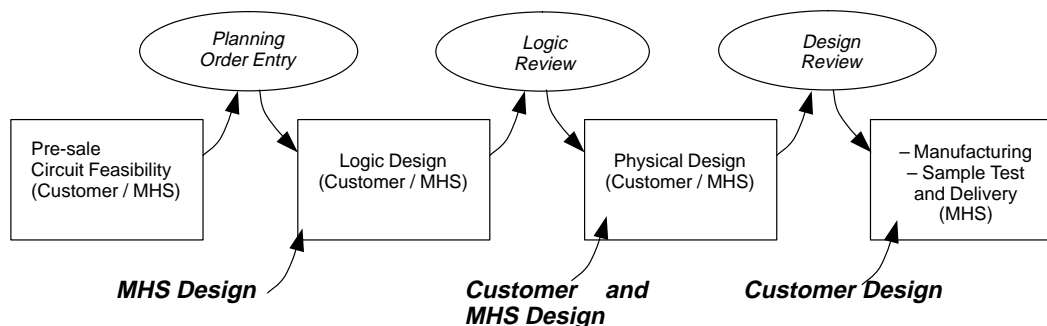 Planning
Order Entry
Logic
Review
Design
Review
Pre-sale
Circuit Feasibility
(Customer / MHS)
Logic Design
(Customer / MHS)
Physical Design
(Customer / MHS)
– Manufacturing
– Sample Test
and Delivery
(MHS)
MHS Design
Customer and
MHS Design
Customer Design